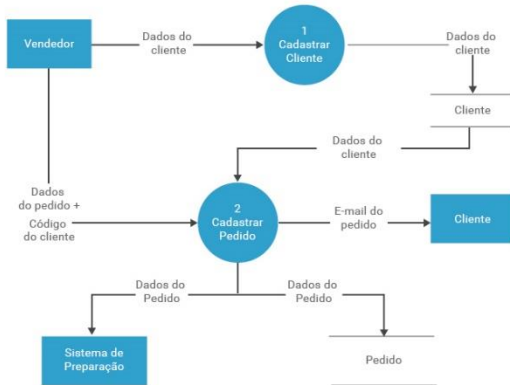 Vendedor
Dados do
cliente
1
Cadastrar
Cliente
Dados do
cliente
Cliente
Dados do
cliente
Dados
do pedido +
Código
do cliente
2
Cadastrar
Pedido
E-mail do
pedido
Cliente
Dados do
Pedido
Dados do
Pedido
Sistema de
Preparação
Pedido